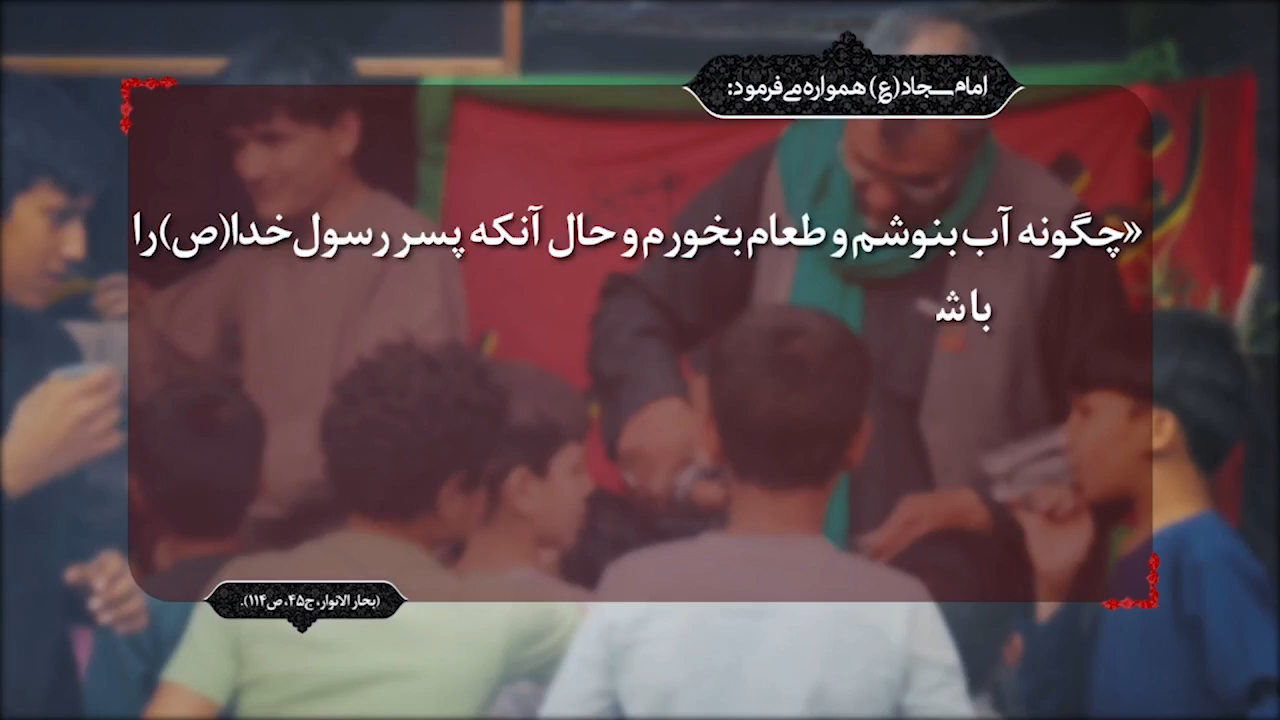 امام سجاد(ع) همواره می‌فرمود:
«چگونه آب بنوشم و طعام بخورم و حال آنکه پسر رسول خدا(ص) را
با
(بحار الانوار، ج۴۵، ص۱۱۴).